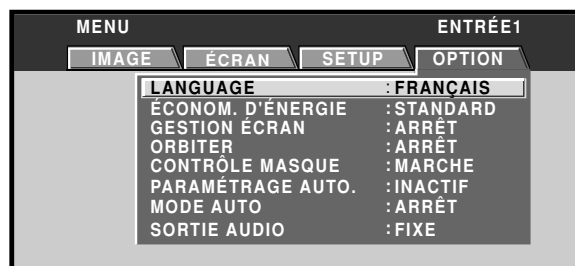 MENU ENTRÉE1
IMAGE ÉCRAN SETUP OPTION
LANGUAGE :FRANÇAIS
ÉCONOM. D'ÉNERGIE :STANDARD
GESTION ÉCRAN :ARRÊT
ORBITER :ARRÊT
CONTRÔLE MASQUE :MARCHE
PARAMÉTRAGE AUTO. :INACTIF
MODE AUTO :ARRÊT
SORTIE AUDIO :FIXE